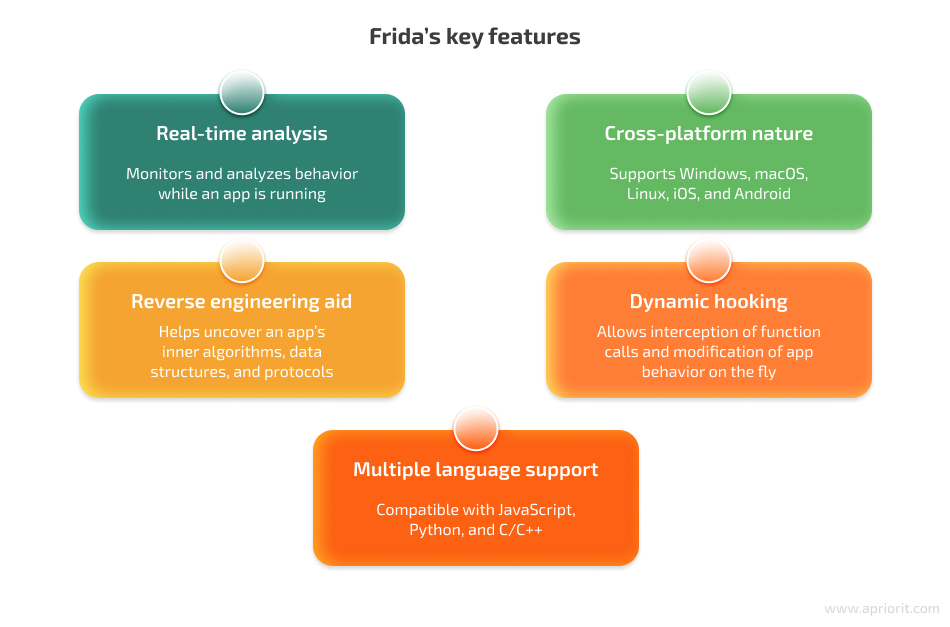 Frida’s key features
Real-time analysis
Monitors and analyzes behavior
while an app is running
Cross-platform nature
Supports Windows, macOS,
Linux, iOS, and Android
Reverse engineering aid
Helps uncover an app’s
inner algorithms, data
structures, and protocols
Dynamic hooking
Allows interception of function
calls and modification of app
behavior on the fly
Multiple language support
Compatible with JavaScript,
Python, and C/C++
www.apriorit.com